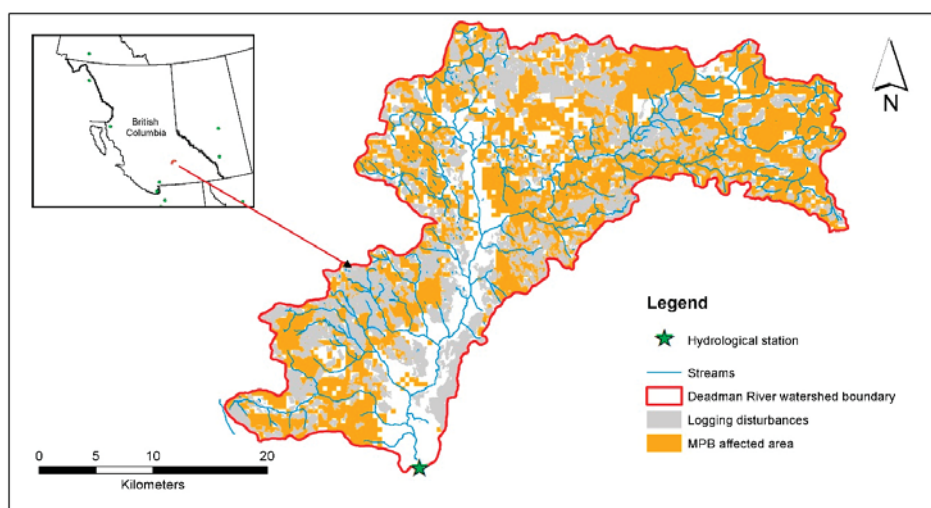 British
Columbia
N
Legend
Hydrological station
Streams
Deadman River watershed boundary
Logging disturbances
MPB affected area
0 5 10 20
Kilometers